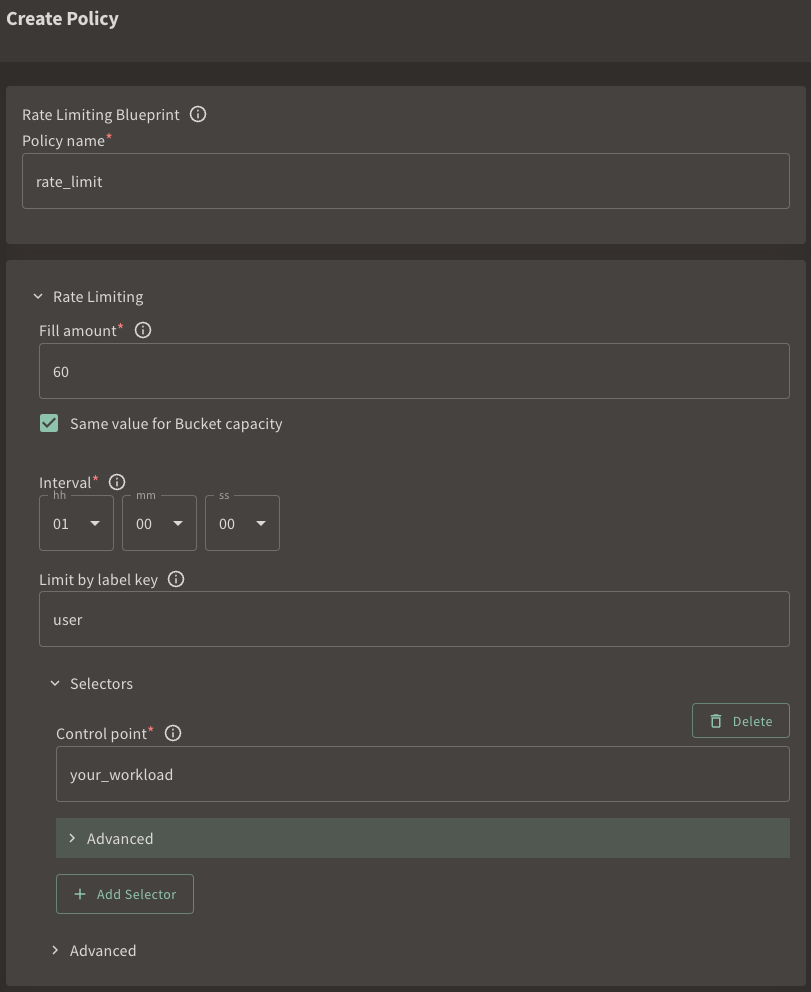 Create Policy
Rate Limiting Blueprint
Policy name*
rate_limit
Rate Limiting
Fill amount*
60
Same value for Bucket capacity
Interval*
hh mm ss
01 00 00
Limit by label key
user
Selectors
Delete
Control point*
your_workload
Advanced
+ Add Selector
Advanced